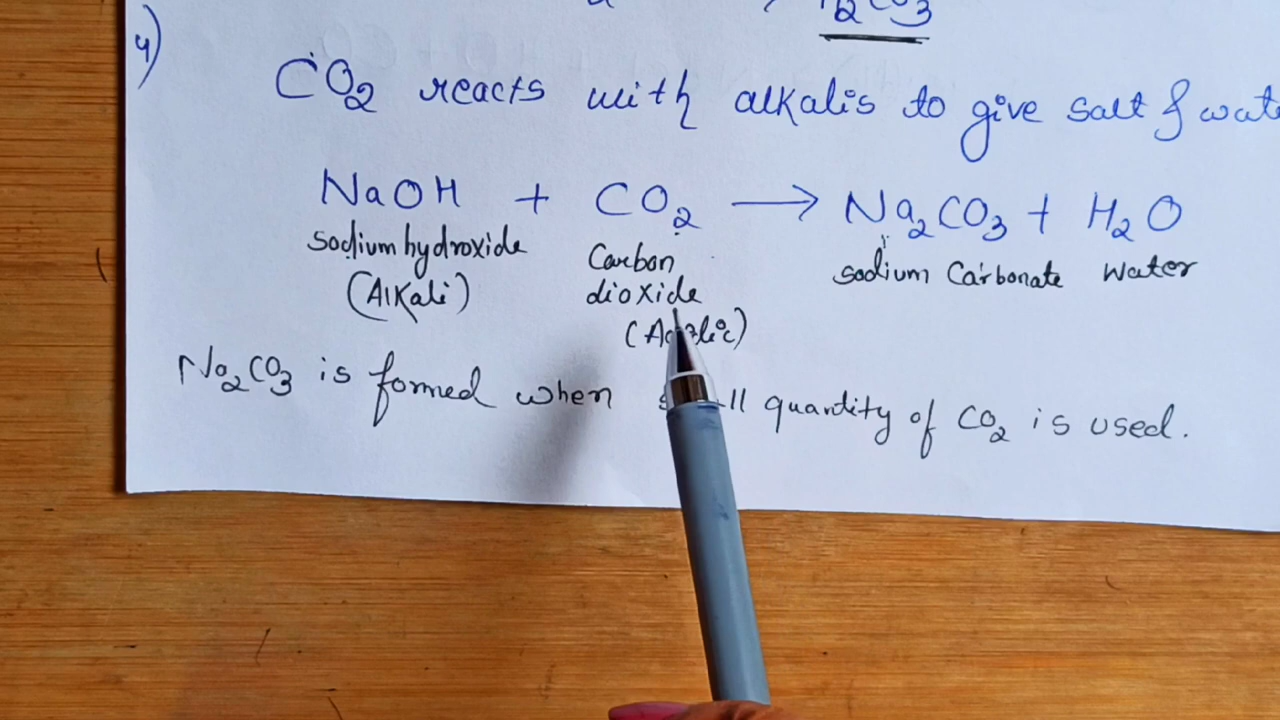 4)
CO2 reacts with alkalis to give salt &
NaOH + CO2 → Na2CO3 + H2O
Sodium hydroxide Carbon dioxide sodium Carbonate Water
(Alkali) (Acidic)
Na2CO3 is formed when quantity of CO2 is used.